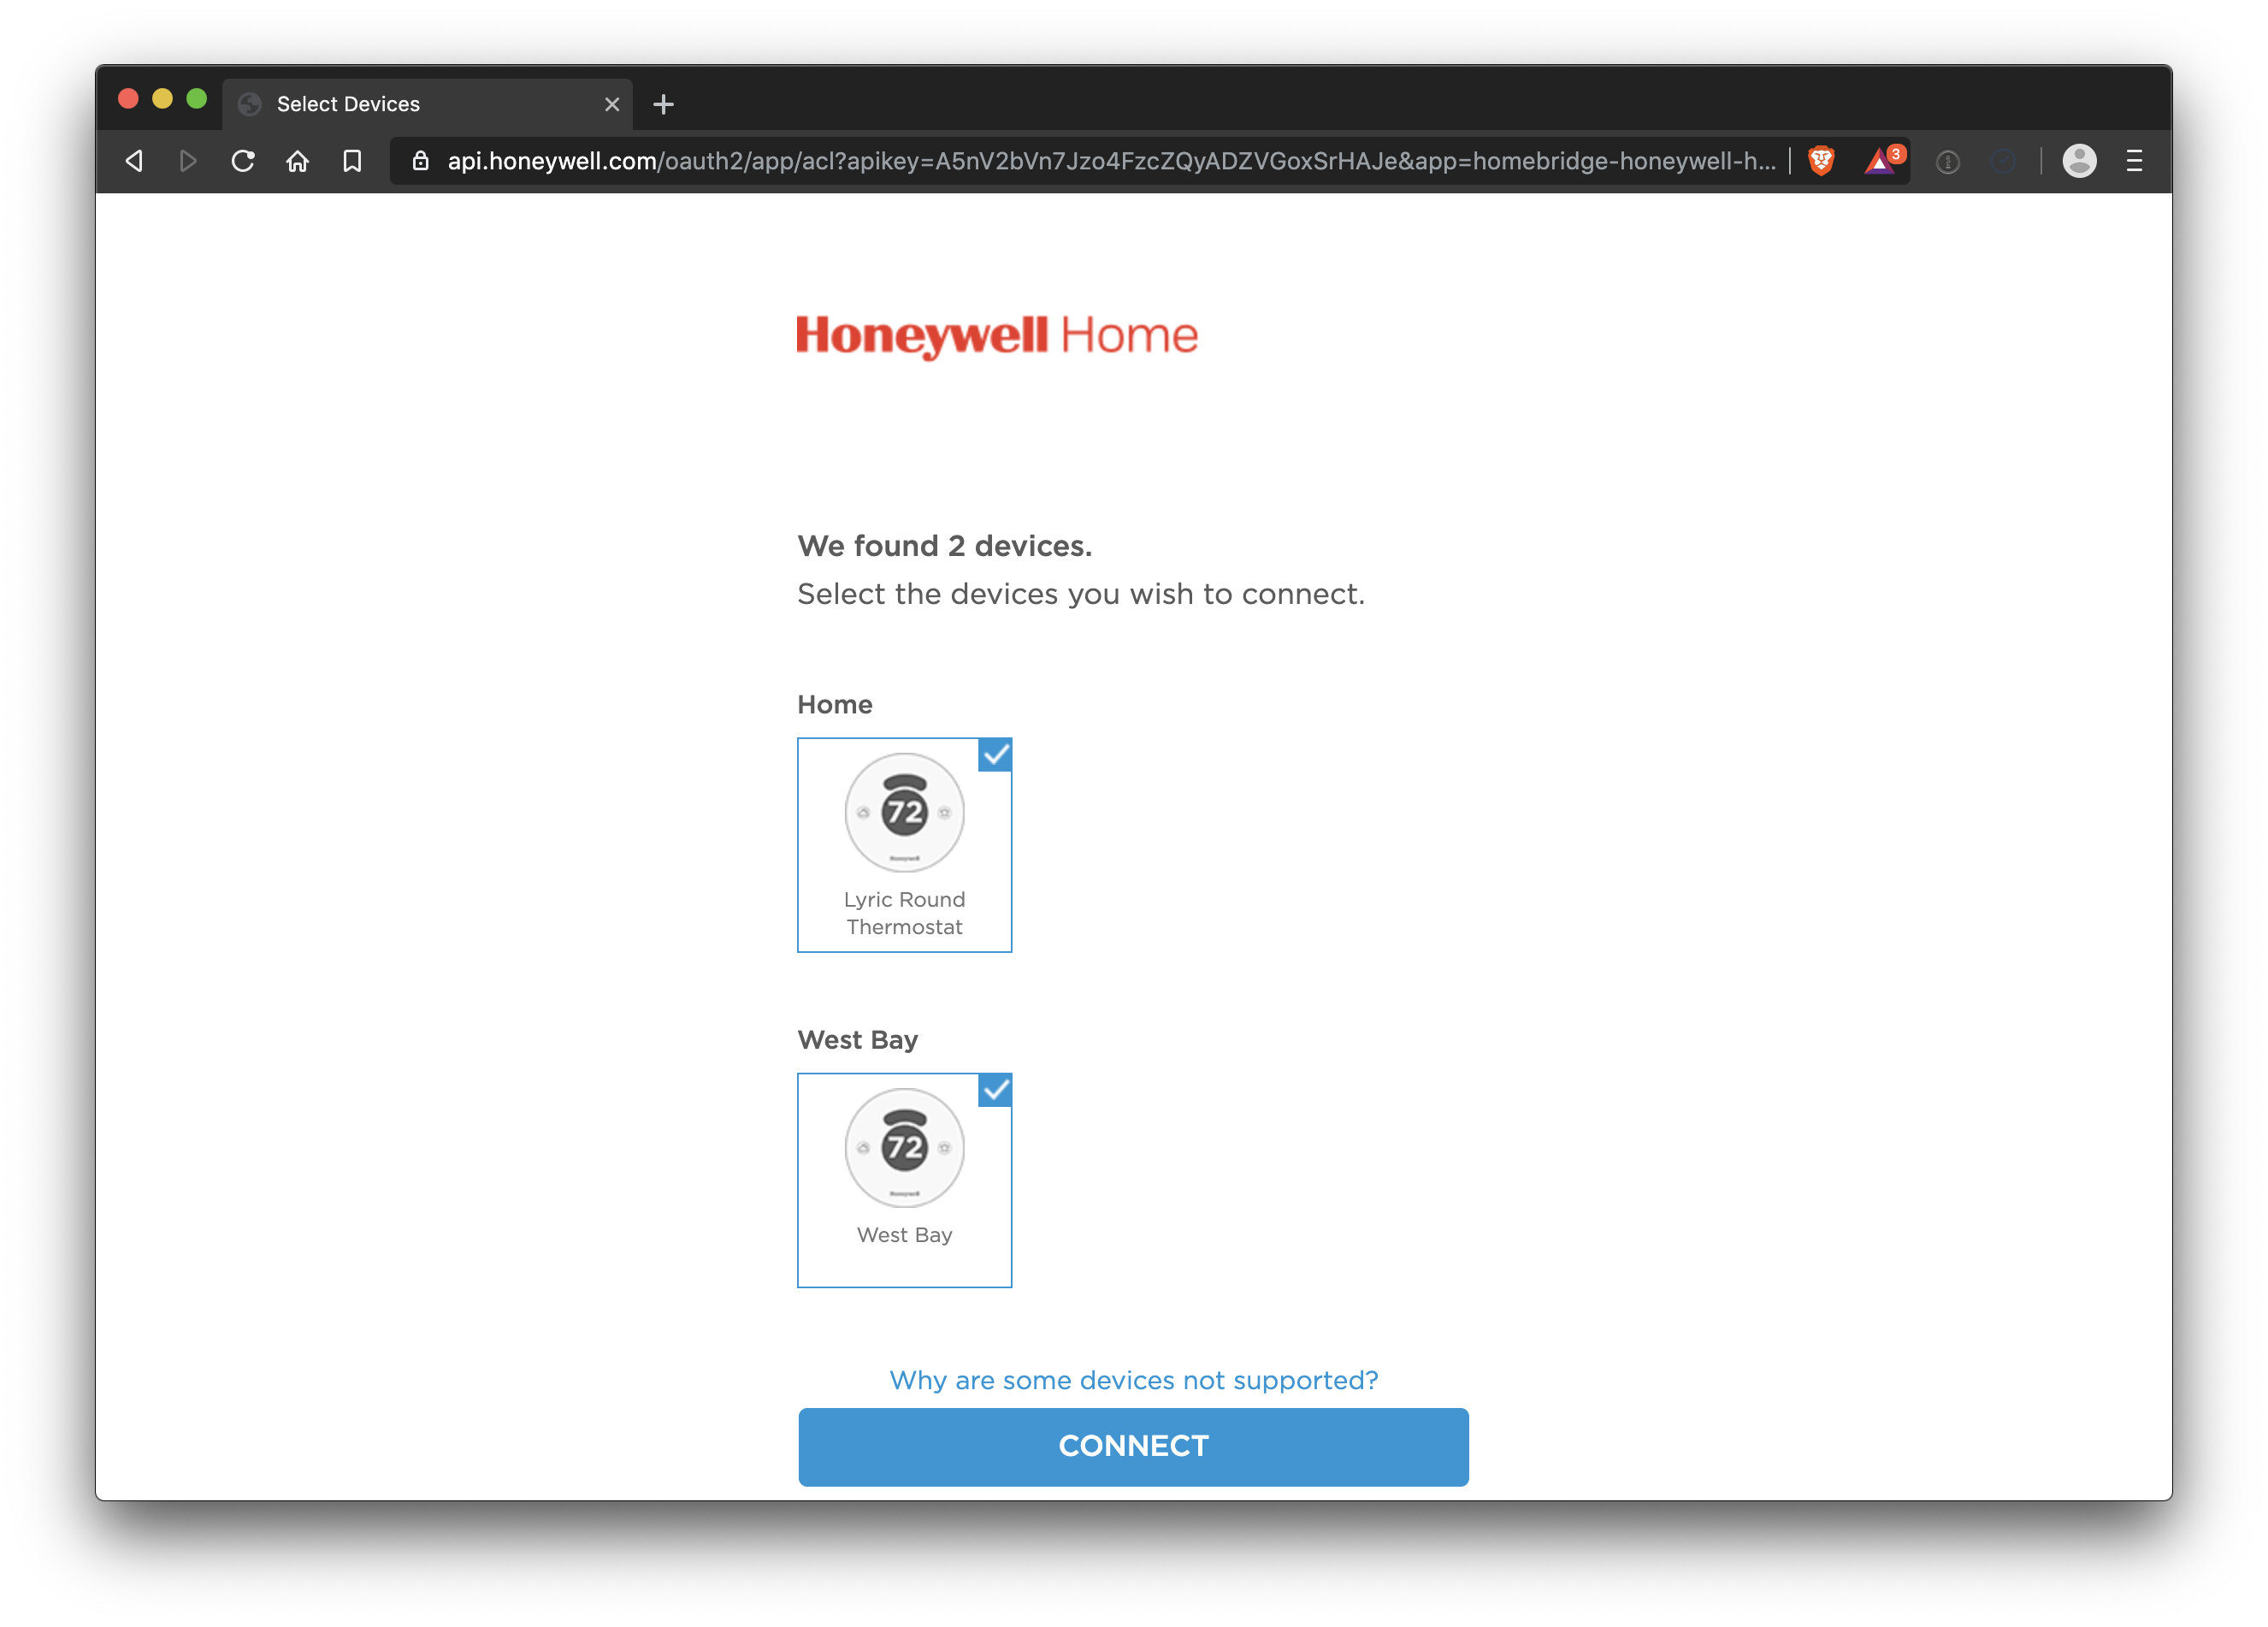 Select Devices
api.honeywell.com/oauth2/app/acl?apikey=A5nV2bVn7Jzo4FzcZQyADZVGoxSrHAJe&app=homebridge-honeywell-h...
3
Honeywell Home
We found 2 devices.
Select the devices you wish to connect.
Home
72
Honeywell
Lyric Round
Thermostat
West Bay
72
Honeywell
West Bay
Why are some devices not supported?
CONNECT